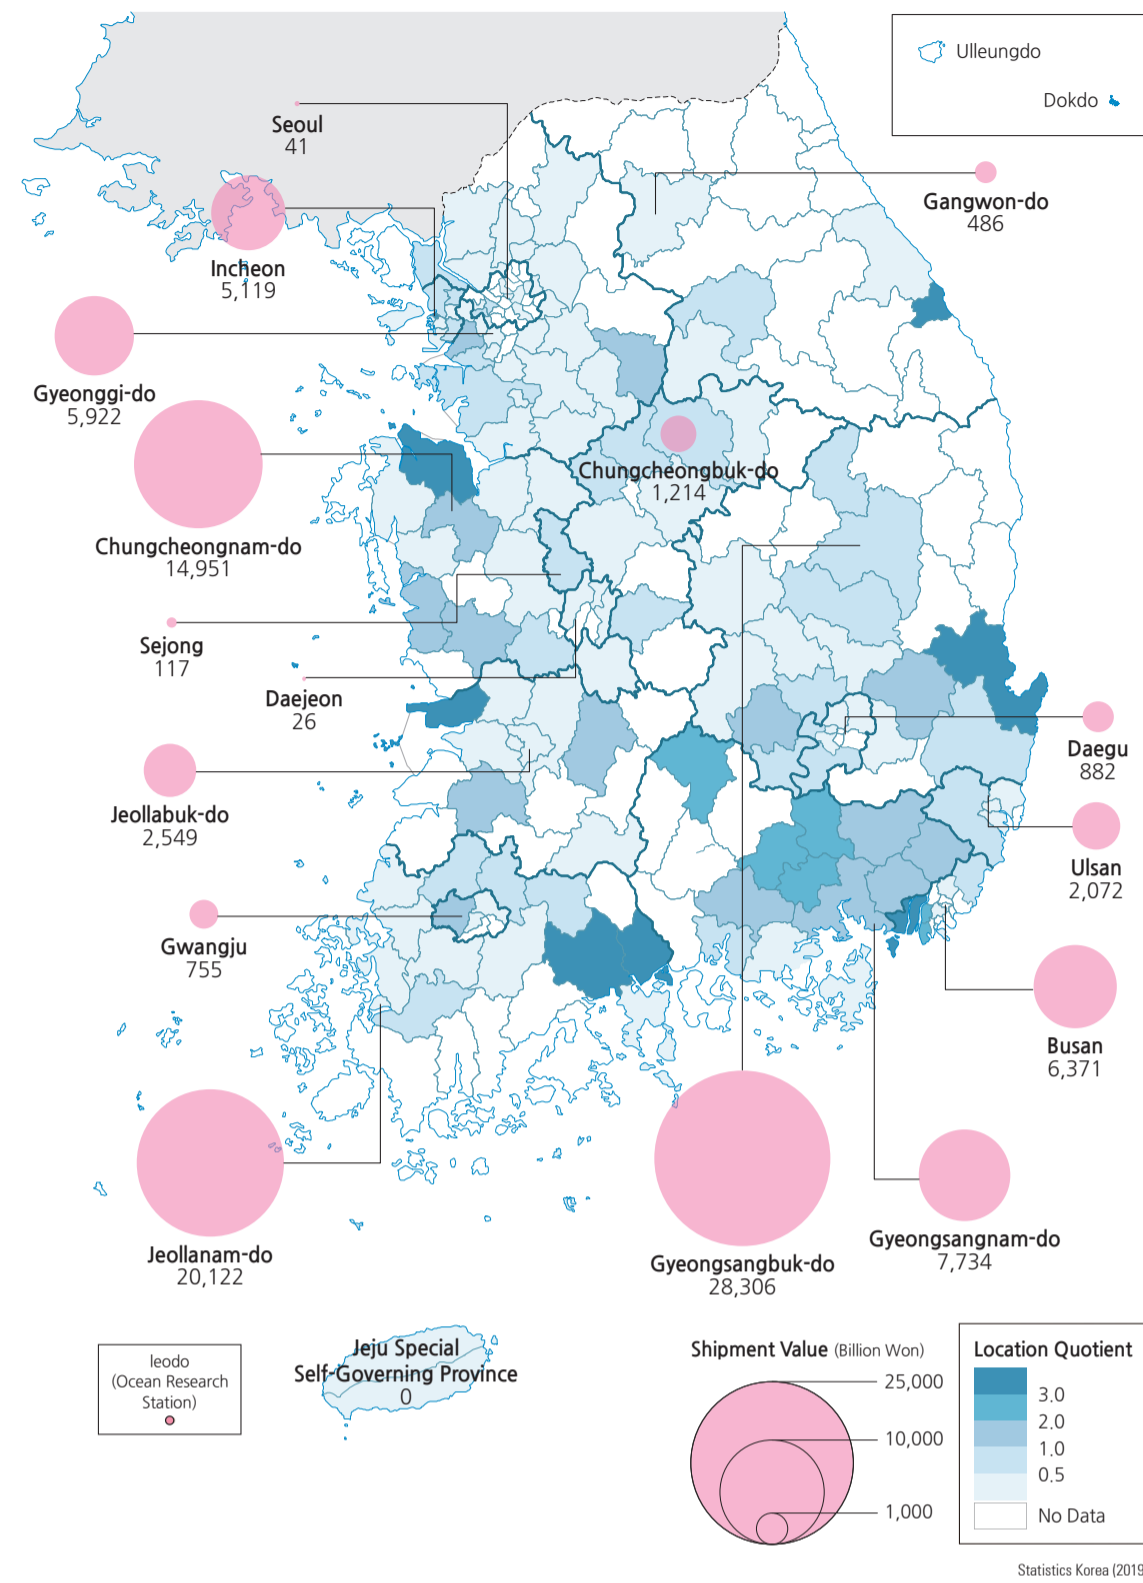 Ulleungdo
Dokdo
Seoul
41
Gangwon-do
486
Incheon
5,119
Gyeonggi-do
5,922
Chungcheongbuk-do
1,214
Chungcheongnam-do
14,951
Sejong
117
Daejeon
26
Daegu
882
Jeollabuk-do
2,549
Ulsan
2,072
Gwangju
755
Busan
6,371
Jeollanam-do
20,122
Gyeongsangbuk-do
28,306
Gyeongsangnam-do
7,734
Ieodo
(Ocean Research
Station)
Jeju Special
Self-Governing Province
0
Shipment Value (Billion Won)
25,000
10,000
1,000
Location Quotient
3.0
2.0
1.0
0.5
No Data
Statistics Korea (2019